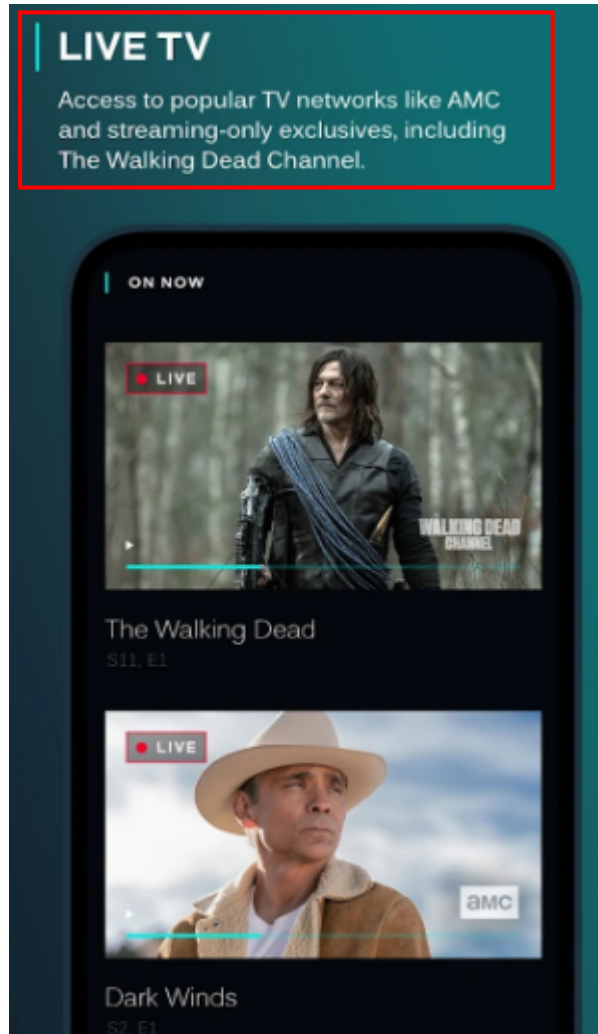 LIVE TV
Access to popular TV networks like AMC
and streaming-only exclusives, including
The Walking Dead Channel.
ON NOW
LIVE
WALKING DEAD
CHANNEL
The Walking Dead
S11, E1
LIVE
aMC
Dark Winds
S2, E1